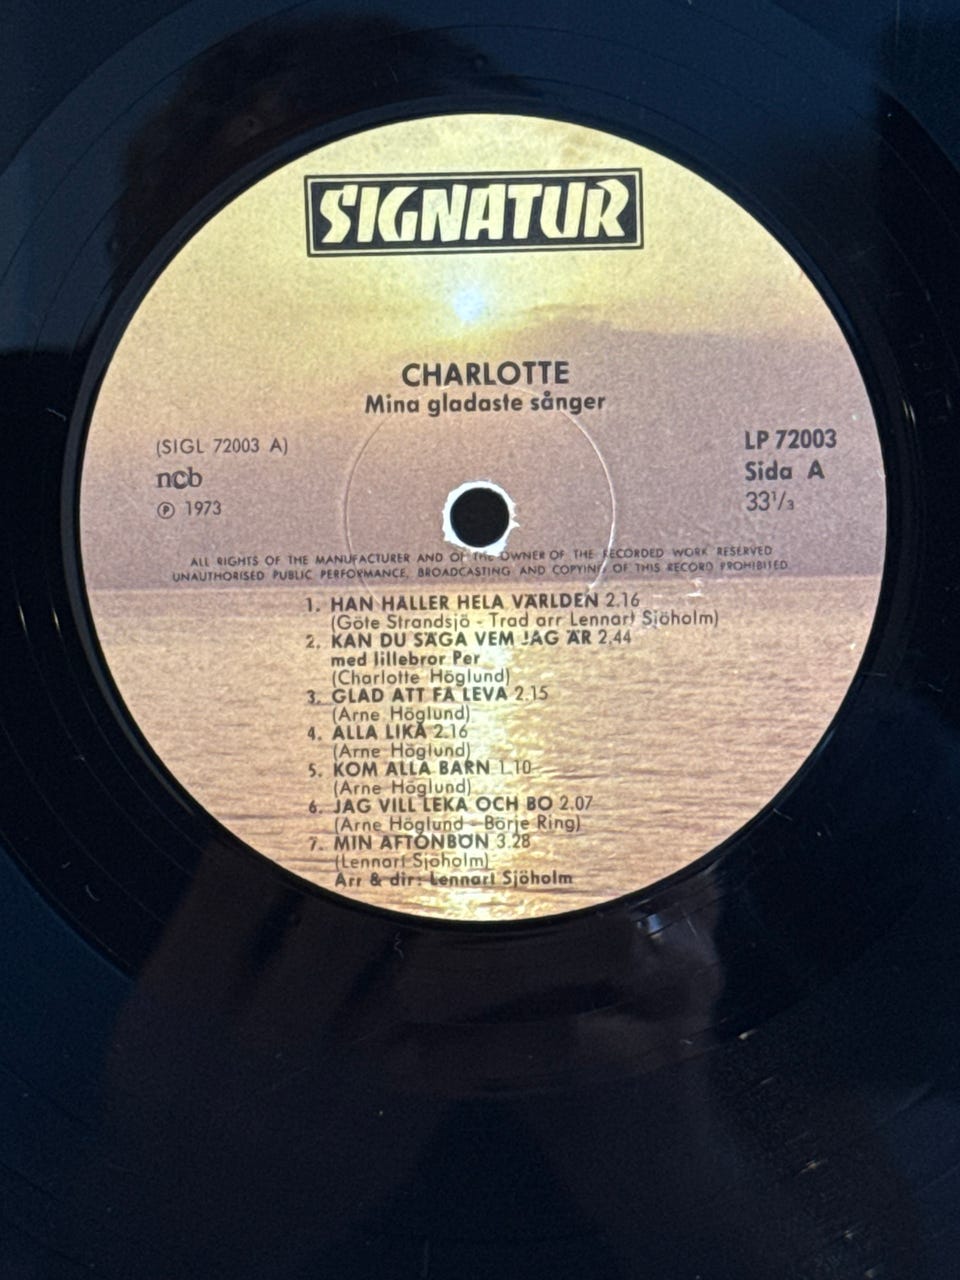 SIGNATUR
CHARLOTTE
Mina gladaste sånger
(SIGL 72003 A)
ncb
Ⓟ 1973
LP 72003
Sida A
33⅓
ALL RIGHTS OF THE MANUFACTURER AND OF THE OWNER OF THE RECORDED WORK RESERVED
UNAUTHORISED PUBLIC PERFORMANCE, BROADCASTING AND COPYING OF THIS RECORD PROHIBITED
1. HAN HÅLLER HELA VÄRLDEN 2.16
(Göte Strandsjö - Trad arr Lennart Sjöholm)
2. KAN DU SÄGA VEM JAG ÄR 2.44
med lillebror Per
(Charlotte Höglund)
3. GLAD ATT FÅ LEVA 2.15
(Arne Höglund)
4. ALLA LIKA 2.16
(Arne Höglund)
5. KOM ALLA BARN 1.10
(Arne Höglund)
6. JAG VILL LEKA OCH BO 2.07
(Arne Höglund - Börje Ring)
7. MIN AFTONBÖN 3.28
(Lennart Sjöholm)
Arr & dir: Lennart Sjöholm